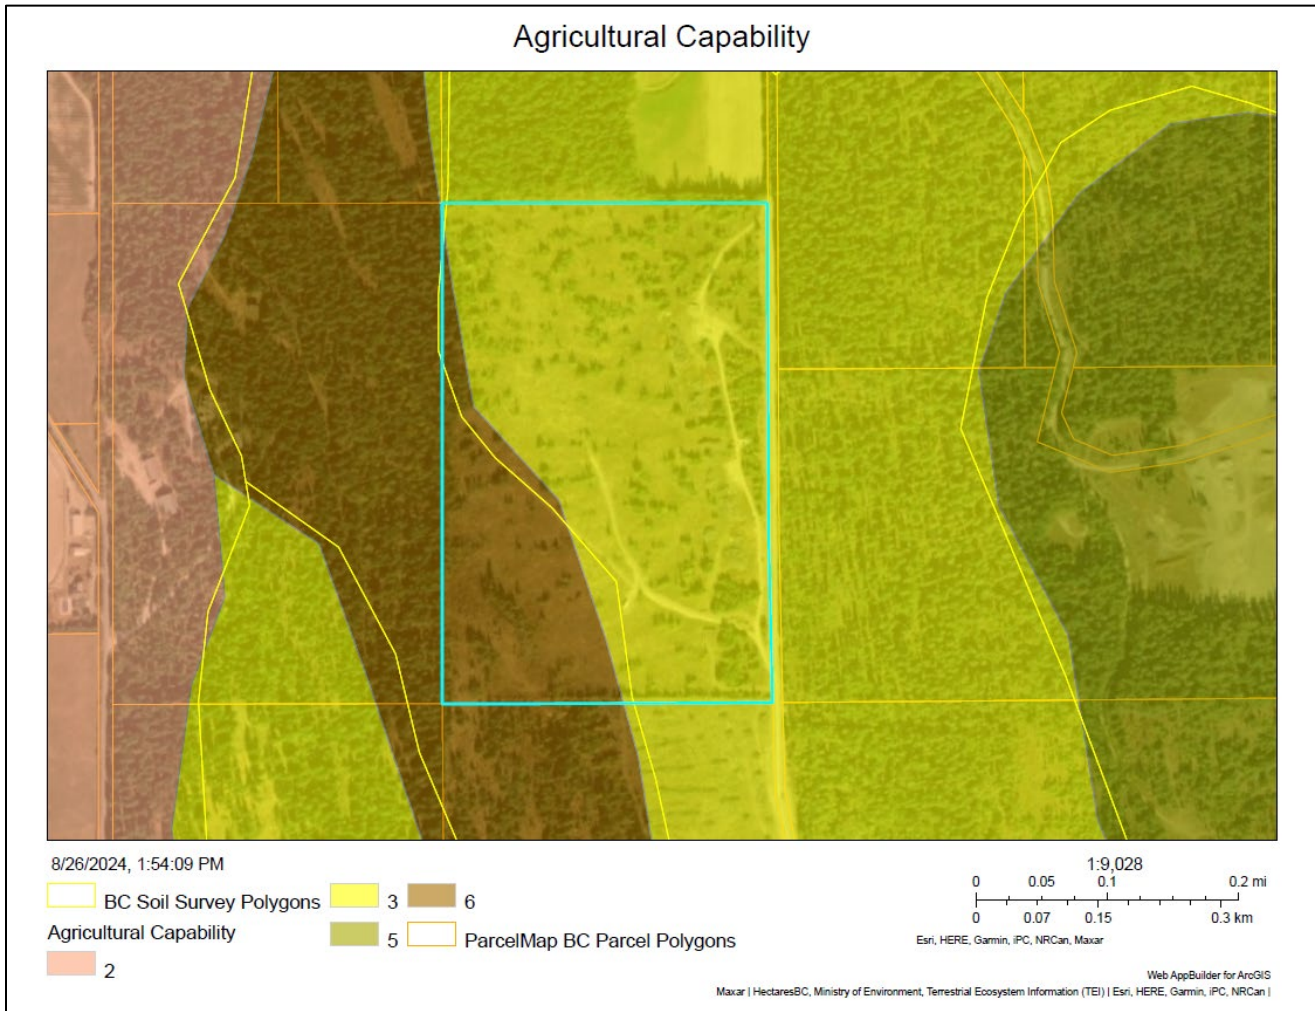 Agricultural Capability
8/26/2024, 1:54:09 PM
BC Soil Survey Polygons
Agricultural Capability
2
3
5
6
ParcelMap BC Parcel Polygons
1:9,028
0 0.05 0.1 0.2 mi
0 0.07 0.15 0.3 km
Esri, HERE, Garmin, iPC, NRCan, Maxar
Web AppBuilder for ArcGIS
Maxar | HectaresBC, Ministry of Environment, Terrestrial Ecosystem Information (TEI) | Esri, HERE, Garmin, iPC, NRCan |